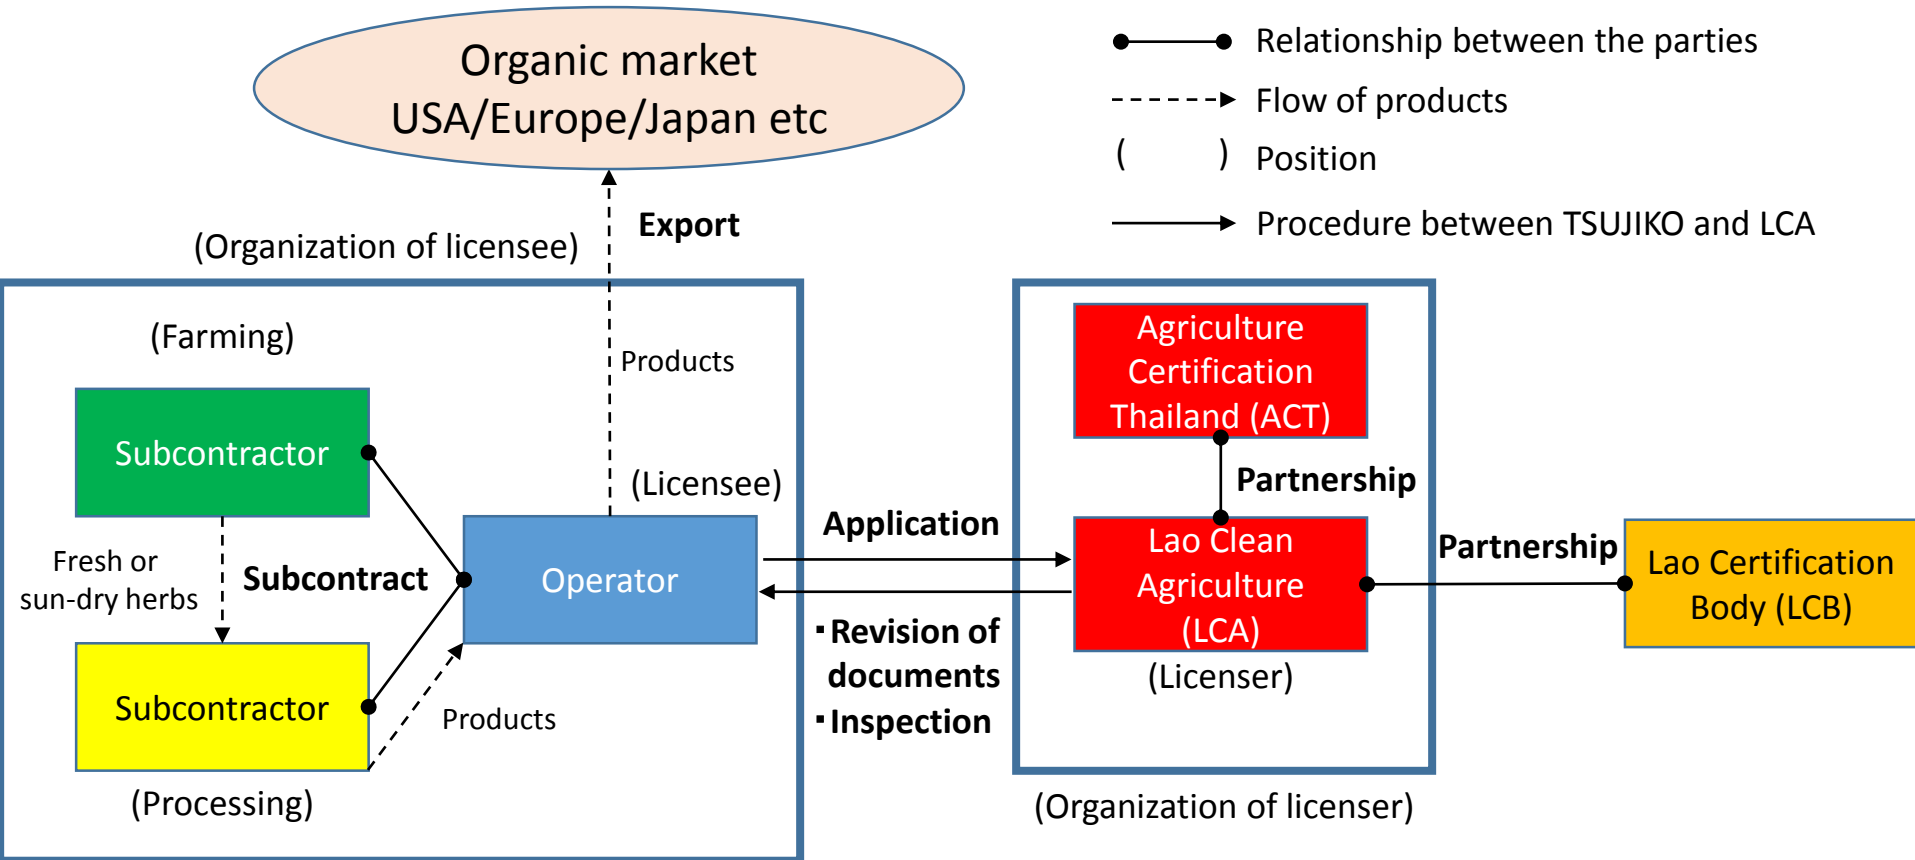 Organic market
USA/Europe/Japan etc
Relationship between the parties
Flow of products
( ) Position
Procedure between TSUJIKO and LCA
Export
(Organization of licensee)
(Farming)
Products
Subcontractor
(Licensee)
Fresh or
sun-dry herbs
Subcontract
Operator
Subcontractor
Products
(Processing)
Application
・Revision of
documents
・Inspection
Agriculture
Certification
Thailand (ACT)
Partnership
Lao Clean
Agriculture
(LCA)
(Licenser)
(Organization of licenser)
Partnership
Lao Certification
Body (LCB)